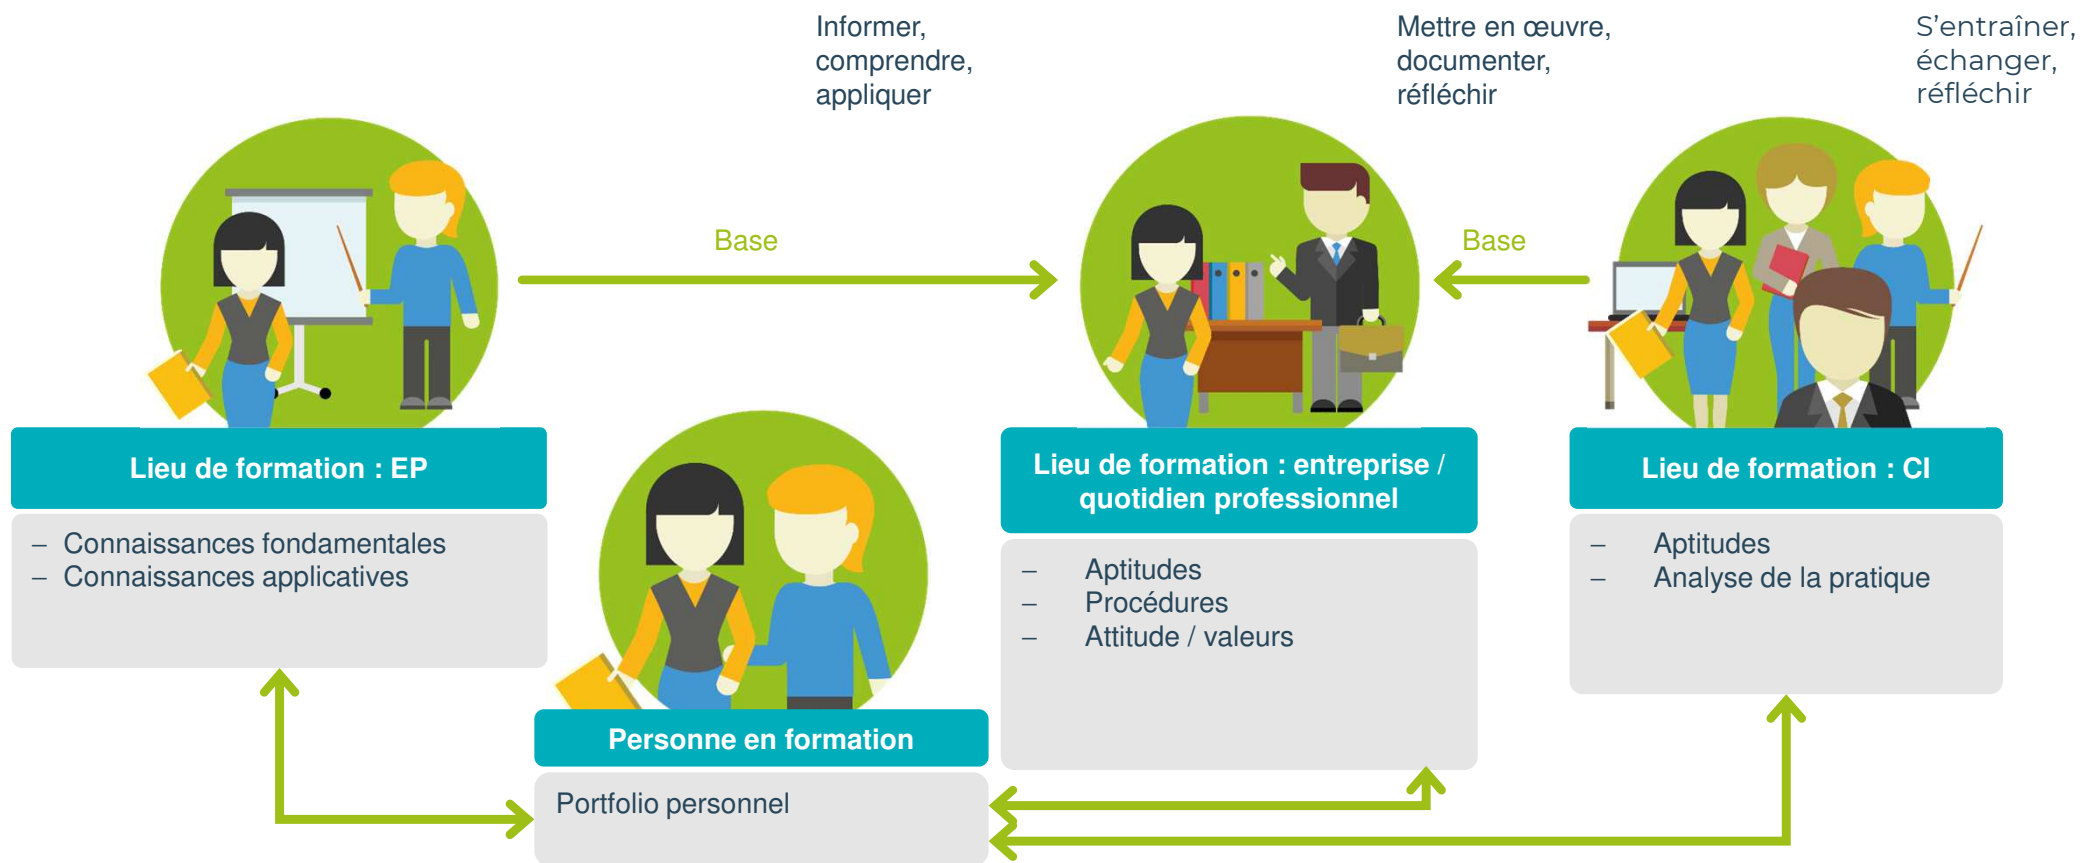 Informer,
comprendre,
appliquer
Mettre en œuvre,
documenter,
réfléchir
S’entraîner,
échanger,
réfléchir
Base
Base
Lieu de formation : EP
– Connaissances fondamentales
– Connaissances applicatives
Personne en formation
Portfolio personnel
Lieu de formation : entreprise /
quotidien professionnel
– Aptitudes
– Procédures
– Attitude / valeurs
Lieu de formation : CI
– Aptitudes
– Analyse de la pratique